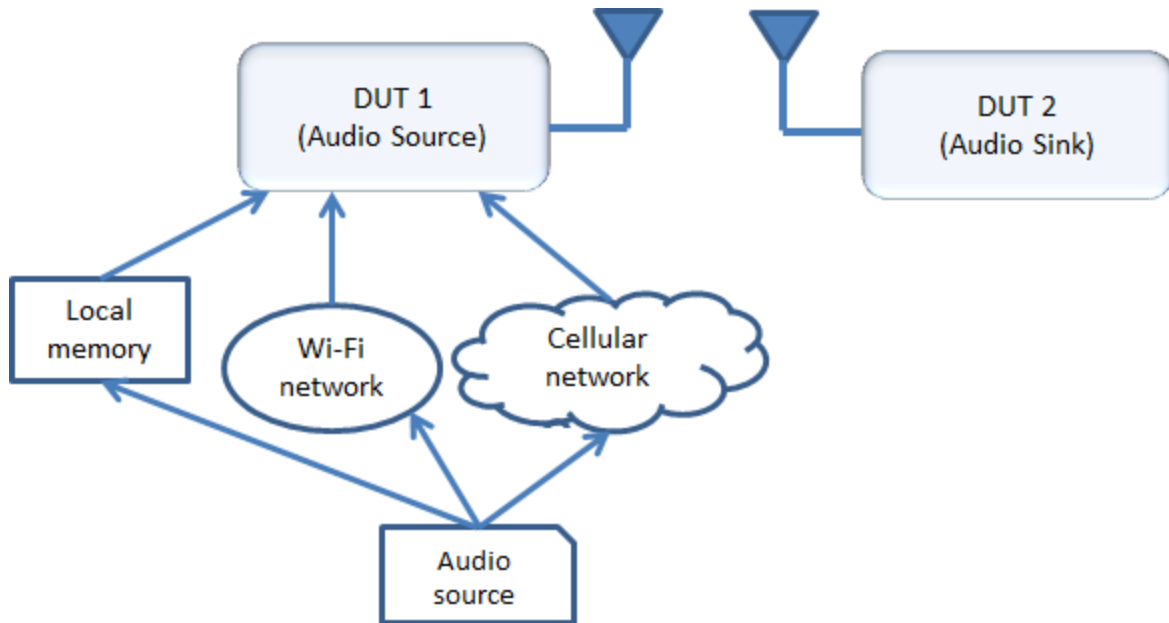 DUT 1
(Audio Source)
DUT 2
(Audio Sink)
Local
memory
Wi-Fi
network
Cellular
network
Audio
source